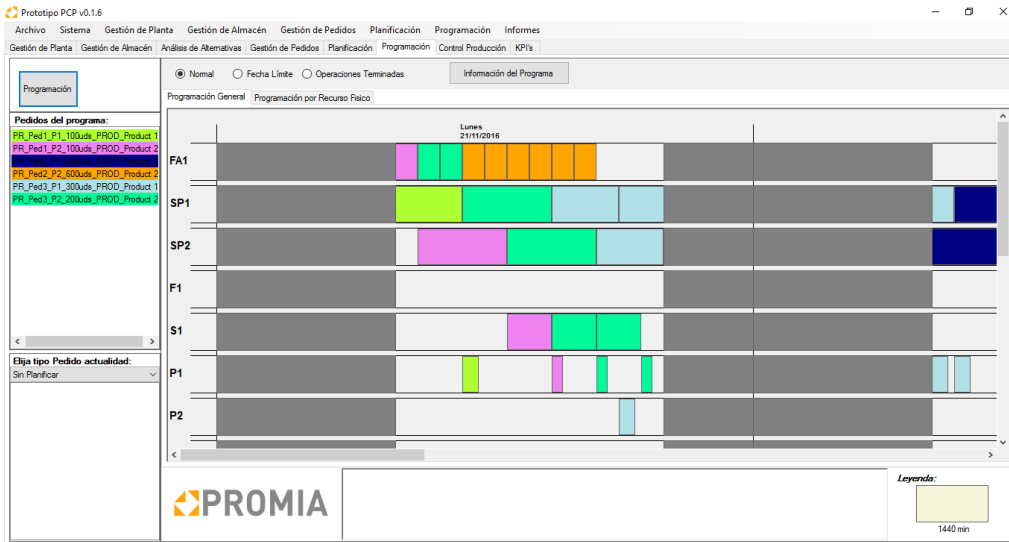 Prototipo PCP v0.1.6
Archivo Sistema Gestión de Planta Gestión de Almacén Gestión de Pedidos Planificación Programación Informes
Gestión de Planta Gestión de Almacén Análisis de Alternativas Gestión de Pedidos Planificación Programación Control Producción KPI's
Programación
Normal Fecha Límite Operaciones Terminadas Información del Programa
Programación General Programación por Recurso Fisico
Pedidos del programa:
PR_Ped1_P1_100uds_PROD_Product 1
PR_Ped1_P2_100uds_PROD_Product 2
PR_Ped2_P2_600uds_PROD_Product 2
PR_Ped3_P1_300uds_PROD_Product 1
PR_Ped3_P2_200uds_PROD_Product 2
Lunes
21/11/2016
FA1
SP1
SP2
F1
S1
P1
P2
Elija tipo Pedido actualidad:
Sin Planificar
PROMIA
Leyenda:
1440 min